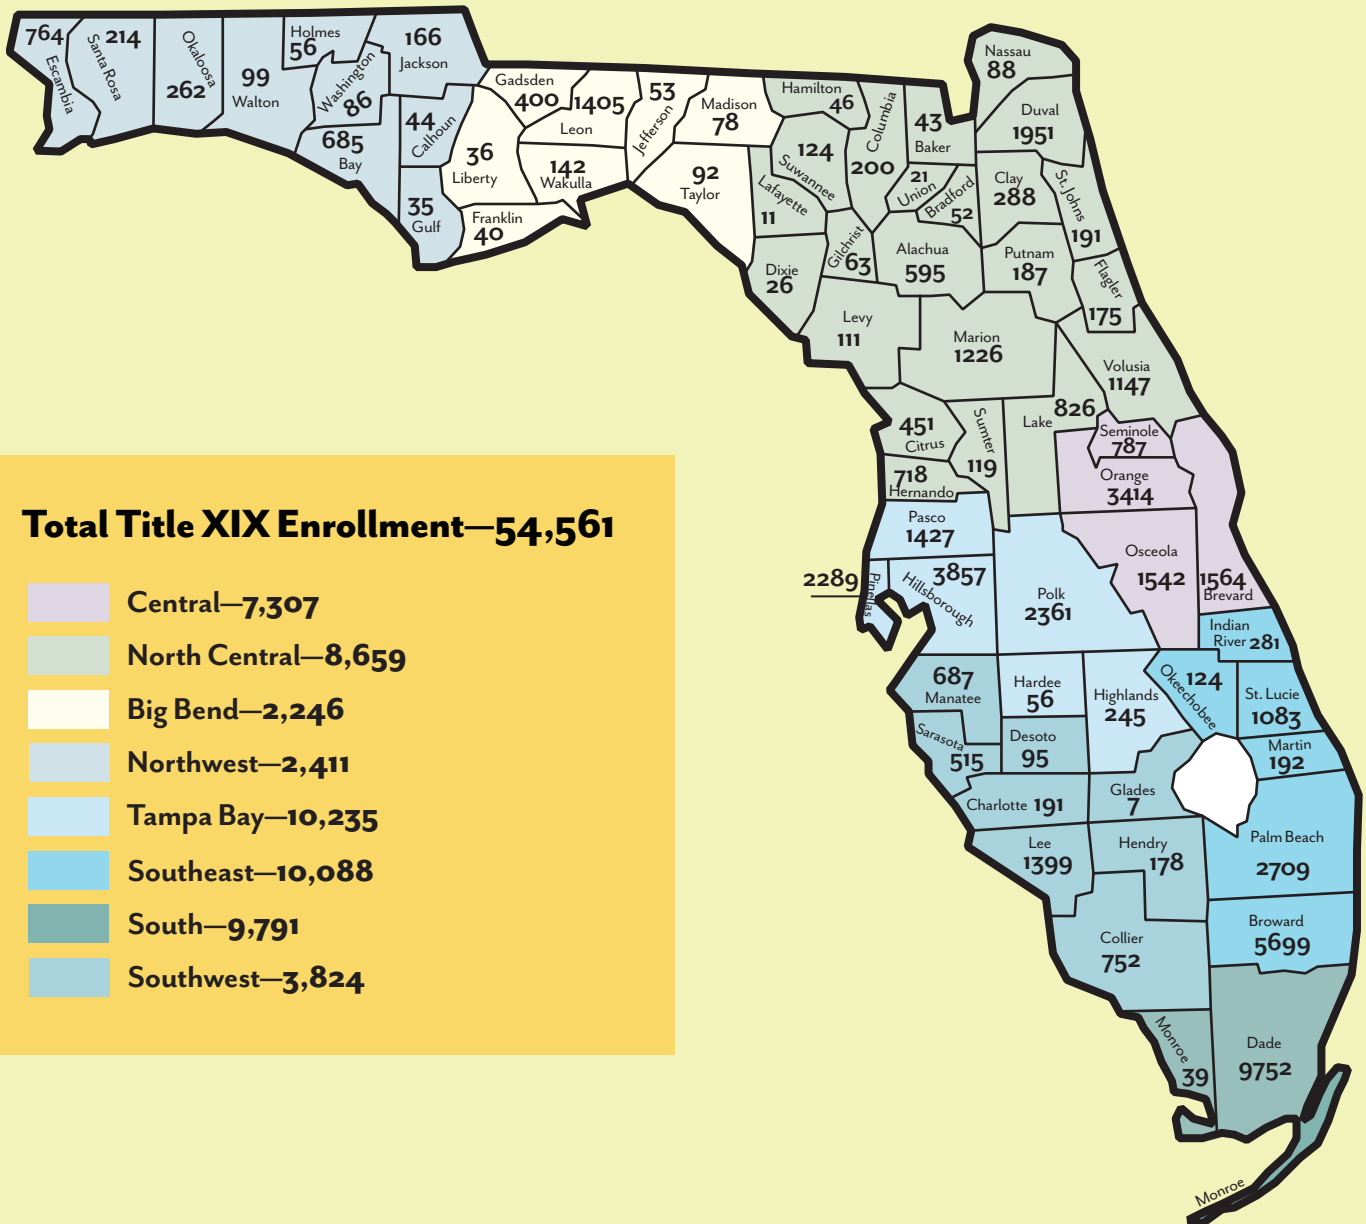 764
Escambia
214
Santa Rosa
Okaloosa
262
99
Walton
Holmes
56
Washington
86
166
Jackson
685
Bay
44
Calhoun
35
Gulf
Gadsden
400
1405
Leon
36
Liberty
142
Wakulla
Franklin
40
53
Jefferson
Madison
78
92
Taylor
Hamilton
46
124
Suwannee
Lafayette
11
Columbia
200
43
Baker
Nassau
88
Duval
1951
21
Union
Bradford
52
Clay
288
St. Johns
191
Dixie
26
Gilchrist
63
Alachua
595
Putnam
187
Flagler
175
Levy
111
Marion
1226
Volusia
1147
451
Citrus
Sumter
119
Lake
826
Seminole
787
718
Hernando
Orange
3414
Pasco
1427
2289
Pinellas
3857
Hillsborough
Polk
2361
Osceola
1542
1564
Brevard
Indian
River 281
687
Manatee
Hardee
56
Highlands
245
124
Okeechobee
St. Lucie
1083
Sarasota
515
Desoto
95
Martin
192
Charlotte 191
Glades
7
Lee
1399
Hendry
178
Palm Beach
2709
Collier
752
Broward
5699
Monroe
39
Dade
9752
Monroe
Total Title XIX Enrollment—54,561
Central—7,307
North Central—8,659
Big Bend—2,246
Northwest—2,411
Tampa Bay—10,235
Southeast—10,088
South—9,791
Southwest—3,824